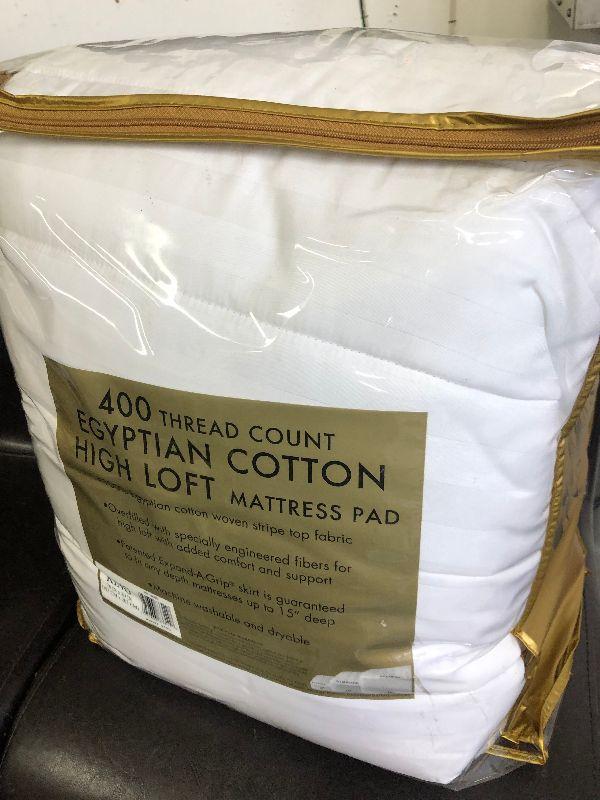 400 THREAD COUNT
EGYPTIAN COTTON
HIGH LOFT MATTRESS PAD
Egyptian cotton woven stripe top fabric
•Overfilled with specially engineered fibers for
high loft with added comfort and support
•Patented Expand-A-Grip® skirt is guaranteed
to fit any depth mattresses up to 15" deep
•Machine washable and dryable